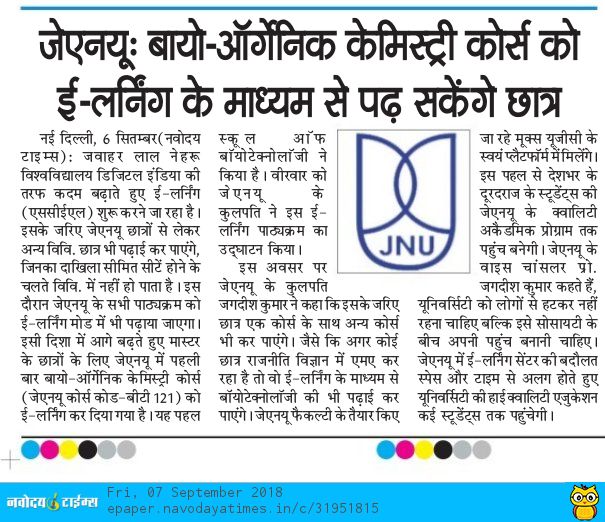 जेएनयू: बायो-ऑर्गेनिक केमिस्ट्री कोर्स को
ई-लर्निंग के माध्यम से पढ़ सकेंगे छात्र
नई दिल्ली, 6 सितम्बर(नवोदय
टाइम्स): जवाहर लाल नेहरू
विश्वविद्यालय डिजिटल इंडिया की
तरफ कदम बढ़ाते हुए ई-लर्निंग
(एससीईएल) शुरू करने जा रहा है।
इसके जरिए जेएनयू छात्रों से लेकर
अन्य विवि. छात्र भी पढ़ाई कर पाएंगे,
जिनका दाखिला सीमित सीटें होने के
चलते विवि. में नहीं हो पाता है। इस
दौरान जेएनयू के सभी पाठ्यक्रम को
ई-लर्निंग मोड में भी पढ़ाया जाएगा।
इसी दिशा में आगे बढ़ते हुए मास्टर
के छात्रों के लिए जेएनयू में पहली
बार बायो-ऑर्गेनिक केमिस्ट्री कोर्स
(जेएनयू कोर्स कोड-बीटी 121) को
ई-लर्निंग कर दिया गया है। यह पहल
स्कूल ऑफ
बॉयोटेक्नोलॉजी ने
किया है। वीरवार को
जेएनयू के
कुलपति ने इस ई-
लर्निंग पाठ्यक्रम का
उद्घाटन किया।
इस अवसर पर
जेएनयू के कुलपति
जगदीश कुमार ने कहा कि इसके जरिए
छात्र एक कोर्स के साथ अन्य कोर्स
भी कर पाएंगे। जैसे कि अगर कोई
छात्र राजनीति विज्ञान में एमए कर
रहा है तो वो ई-लर्निंग के माध्यम से
बॉयोटेक्नोलॉजी की भी पढ़ाई कर
पाएंगे। जेएनयू फैकल्टी के तैयार किए
JNU
जा रहे मूक्स यूजीसी के
स्वयं प्लैटफॉर्म में मिलेंगे।
इस पहल से देशभर के
दूरदराज के स्टूडेंट्स की
जेएनयू के क्वालिटी
अकैडमिक प्रोग्राम तक
पहुंच बनेगी। जेएनयू के
वाइस चांसलर प्रो.
जगदीश कुमार कहते हैं,
यूनिवर्सिटी को लोगों से हटकर नहीं
रहना चाहिए बल्कि इसे सोसायटी के
बीच अपनी पहुंच बनानी चाहिए।
जेएनयू में ई-लर्निंग सेंटर की बदौलत
स्पेस और टाइम से अलग होते हुए
यूनिवर्सिटी की हाई क्वालिटी एजुकेशन
कई स्टूडेंट्स तक पहुंचेगी।
नवोदय टाइम्स
Fri, 07 September 2018
epaper.navodayatimes.in/c/31951815